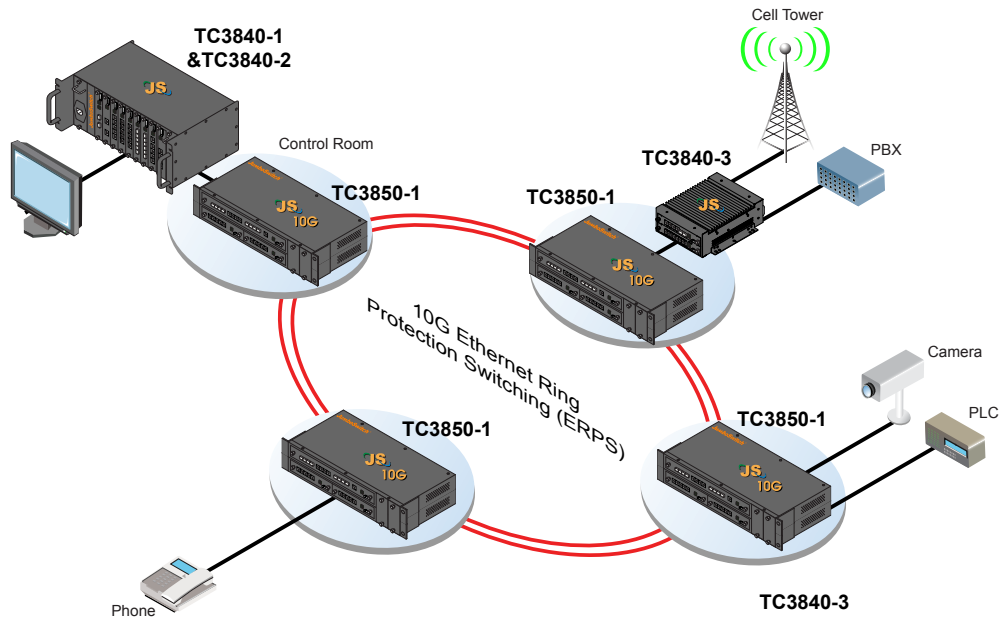 Cell Tower
TC3840-1
&TC3840-2
JS
Control Room
TC3840-3
PBX
TC3850-1
TC3850-1
JS
JS
10G
JS
10G
10G Ethernet Ring
Protection Switching (ERPS)
Camera
PLC
TC3850-1
TC3850-1
JS
10G
JS
10G
Phone
TC3840-3